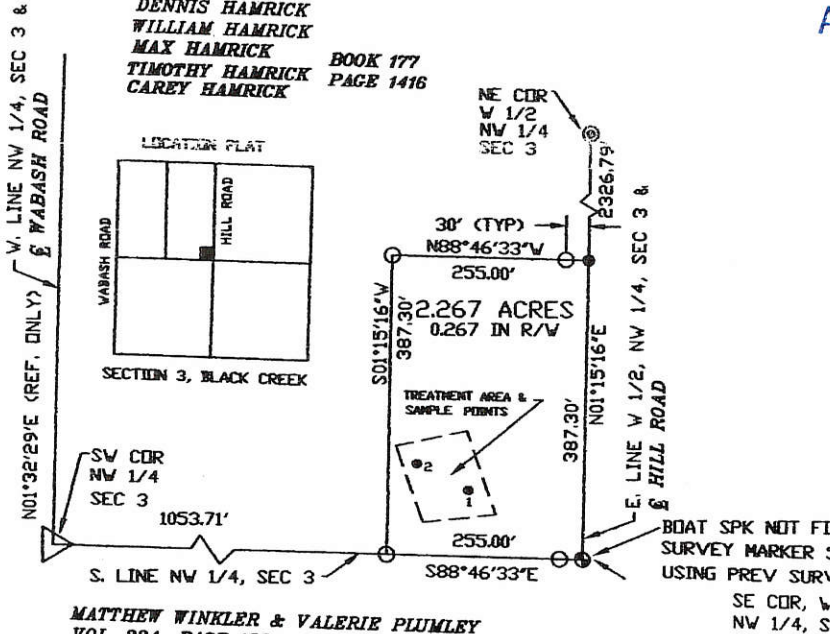 DENNIS HAMRICK
WILLIAM HAMRICK
MAX HAMRICK
TIMOTHY HAMRICK
CAREY HAMRICK
BOOK 177
PAGE 1416
W. LINE NW 1/4, SEC 3 &
℄ WABASH ROAD
N01°32'29"E (REF. ONLY)
LOCATION PLAT
WABASH ROAD
HILL ROAD
SECTION 3, BLACK CREEK
NE COR
W 1/2
NW 1/4
SEC 3
2326.79'
30' (TYP)
N88°46'33"W
255.00'
2.267 ACRES
0.267 IN R/W
S01°15'16"W
387.30'
N01°15'16"E
387.30'
E. LINE W 1/2, NW 1/4, SEC 3 &
℄ HILL ROAD
TREATMENT AREA &
SAMPLE POINTS
2
1
SW COR
NW 1/4
SEC 3
1053.71'
S. LINE NW 1/4, SEC 3
255.00'
S88°46'33"E
BOAT SPK NOT
SURVEY MARKER
USING PREV
SE COR,
NW 1/4,
MATTHEW WINKLER & VALERIE PLUMLEY